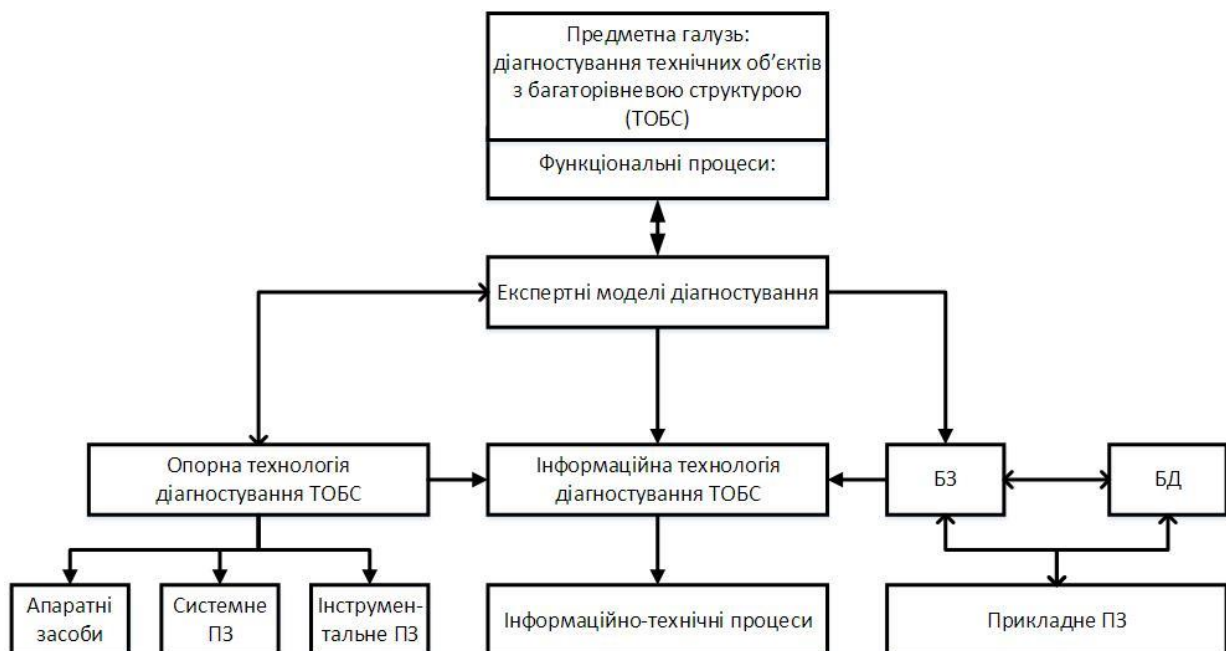 Предметна галузь:
діагностування технічних об’єктів
з багаторівневою структурою
(ТОБС)
Функціональні процеси:
Експертні моделі діагностування
Опорна технологія
діагностування ТОБС
Інформаційна технологія
діагностування ТОБС
БЗ
БД
Апаратні
засоби
Системне
ПЗ
Інструмен-
тальне ПЗ
Інформаційно-технічні процеси
Прикладне ПЗ